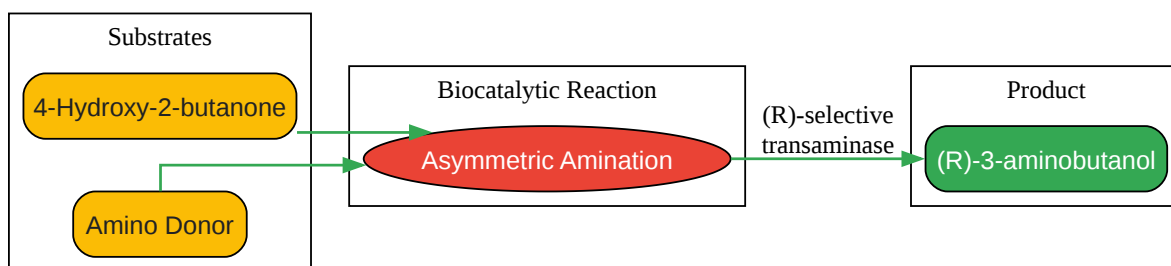 Substrates
4-Hydroxy-2-butanone
Amino Donor
Biocatalytic Reaction
Asymmetric Amination
(R)-selective
transaminase
Product
(R)-3-aminobutanol